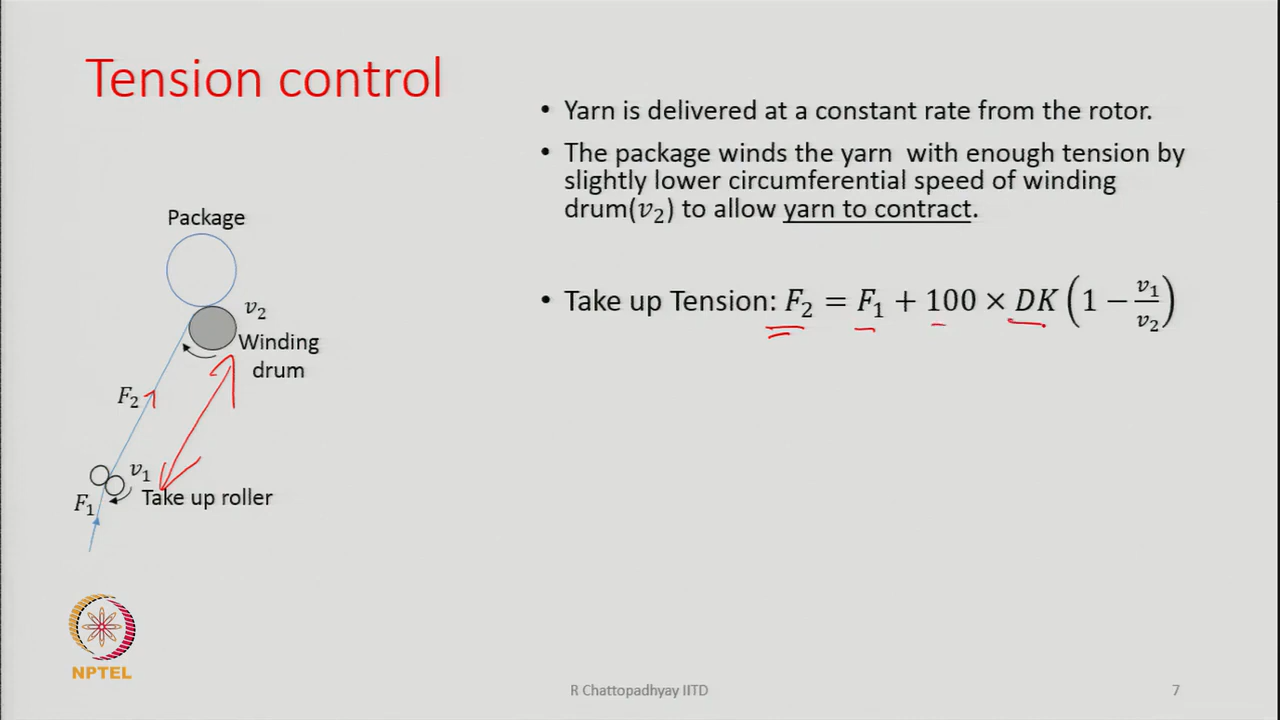 Tension control
• Yarn is delivered at a constant rate from the rotor.
• The package winds the yarn with enough tension by
slightly lower circumferential speed of winding
drum(v₂) to allow yarn to contract.
• Take up Tension: F₂ = F₁ + 100 × DK (1 − v₁/v₂)
Package
v₂
Winding
drum
F₂
v₁
F₁
Take up roller
NPTEL
R Chattopadhyay IITD
7